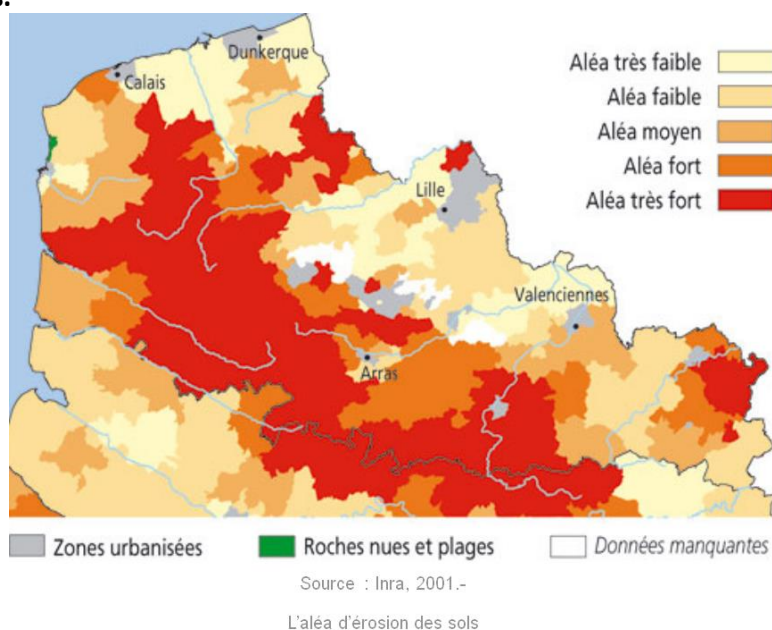 Dunkerque
Calais
Aléa très faible
Aléa faible
Aléa moyen
Aléa fort
Aléa très fort
Lille
Valenciennes
Arras
Zones urbanisées
Roches nues et plages
Données manquantes
Source : Inra, 2001.-
L'aléa d'érosion des sols